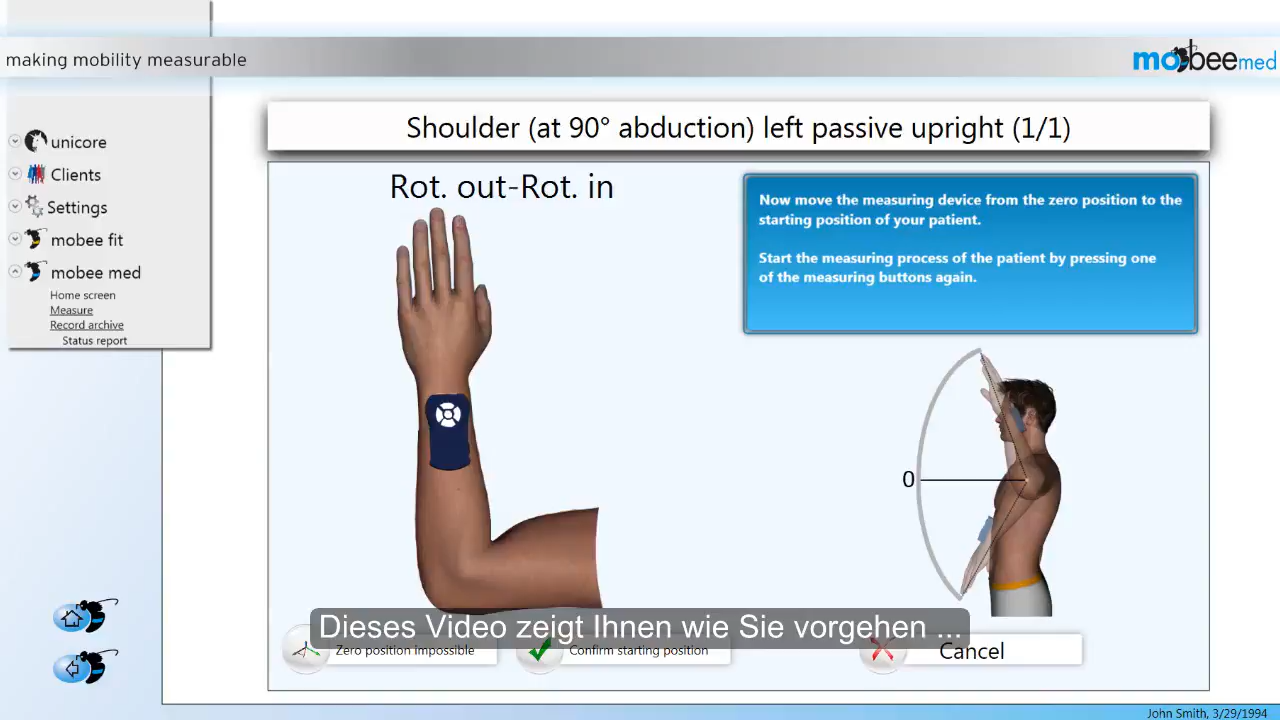 making mobility measurable
mobeemed
unicore
Clients
Settings
mobee fit
mobee med
Home screen
Measure
Record archive
Status report
Shoulder (at 90° abduction) left passive upright (1/1)
Rot. out-Rot. in
Now move the measuring device from the zero position to the
starting position of your patient.
Start the measuring process of the patient by pressing one
of the measuring buttons again.
0
Dieses Video zeigt Ihnen wie Sie vorgehen ...
Zero position impossible
Confirm starting position
Cancel
John Smith, 3/29/1994